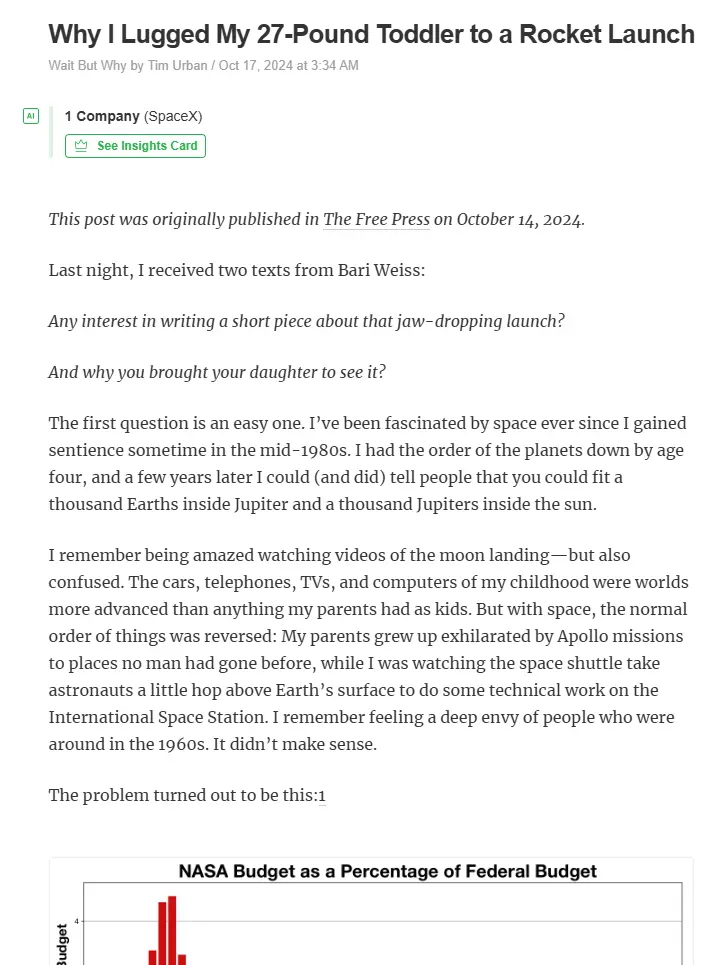 Why I Lugged My 27-Pound Toddler to a Rocket Launch
Wait But Why by Tim Urban / Oct 17, 2024 at 3:34 AM
AI
1 Company (SpaceX)
See Insights Card
This post was originally published in The Free Press on October 14, 2024.
Last night, I received two texts from Bari Weiss:
Any interest in writing a short piece about that jaw-dropping launch?
And why you brought your daughter to see it?
The first question is an easy one. I’ve been fascinated by space ever since I gained
sentience sometime in the mid-1980s. I had the order of the planets down by age
four, and a few years later I could (and did) tell people that you could fit a
thousand Earths inside Jupiter and a thousand Jupiters inside the sun.
I remember being amazed watching videos of the moon landing—but also
confused. The cars, telephones, TVs, and computers of my childhood were worlds
more advanced than anything my parents had as kids. But with space, the normal
order of things was reversed: My parents grew up exhilarated by Apollo missions
to places no man had gone before, while I was watching the space shuttle take
astronauts a little hop above Earth’s surface to do some technical work on the
International Space Station. I remember feeling a deep envy of people who were
around in the 1960s. It didn’t make sense.
The problem turned out to be this:1
NASA Budget as a Percentage of Federal Budget
4
Budget